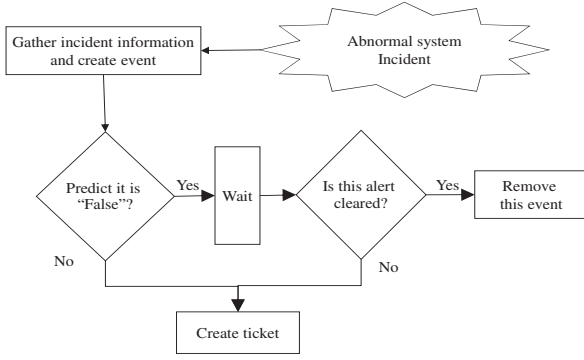 Gather incident information
and create event
Abnormal system
Incident
Predict it is
“False”?
Yes
Wait
Is this alert
cleared?
Yes
Remove
this event
No
No
Create ticket